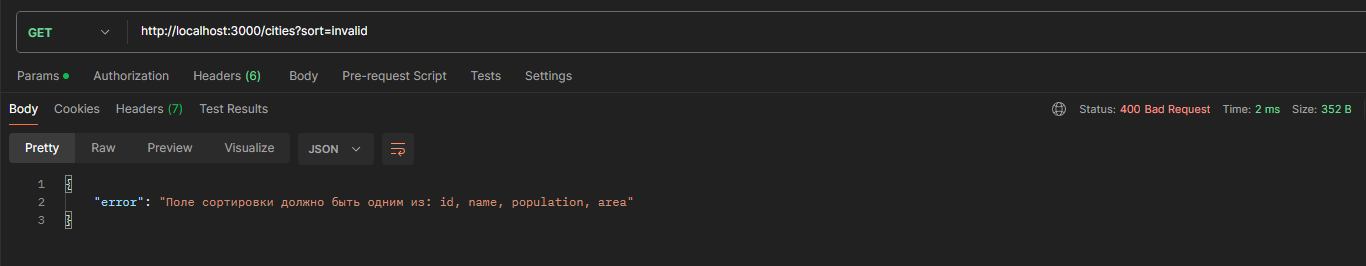 GET http://localhost:3000/cities?sort=invalid
Params Authorization Headers (6) Body Pre-request Script Tests Settings
Body Cookies Headers (7) Test Results Status: 400 Bad Request Time: 2 ms Size: 352 B
Pretty Raw Preview Visualize JSON
1 {
2 "error": "Поле сортировки должно быть одним из: id, name, population, area"
3 }